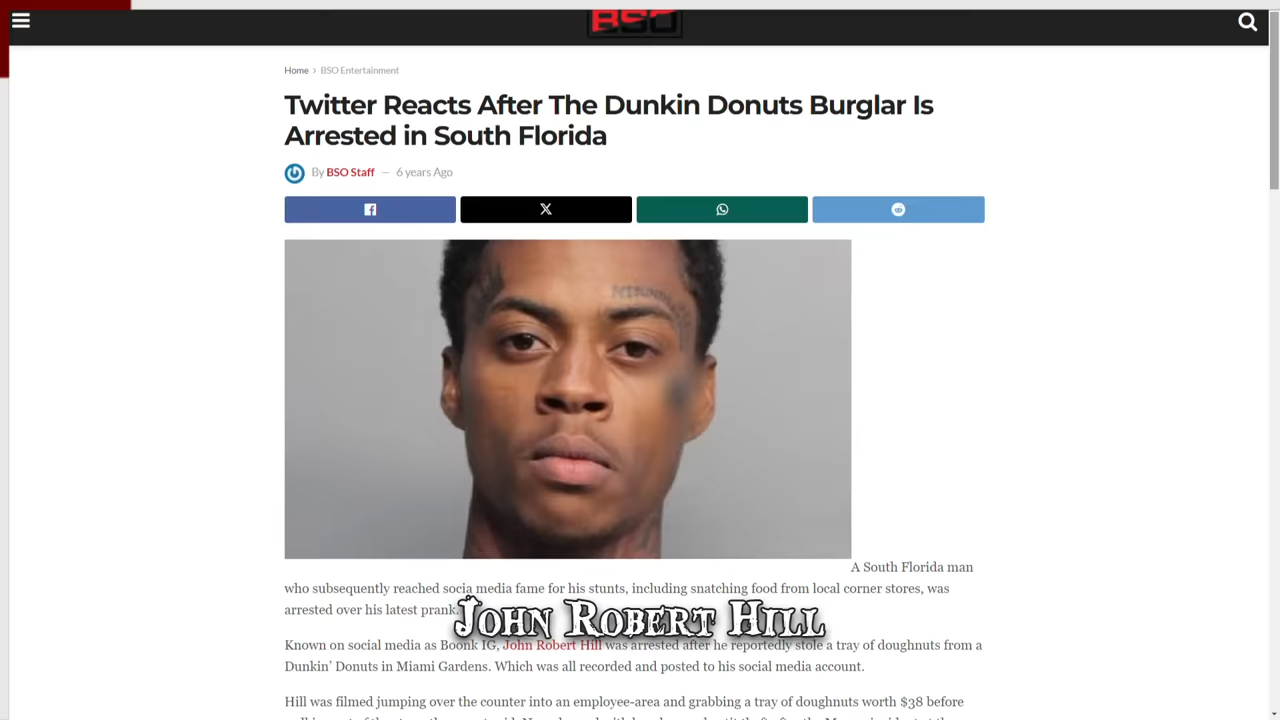 BSO
Home > BSO Entertainment
Twitter Reacts After The Dunkin Donuts Burglar Is
Arrested in South Florida
By BSO Staff — 6 years Ago
A South Florida man
who subsequently reached socia media fame for his stunts, including snatching food from local corner stores, was
arrested over his latest prank.
John Robert Hill
Known on social media as Boonk IG, John Robert Hill was arrested after he reportedly stole a tray of doughnuts from a
Dunkin' Donuts in Miami Gardens. Which was all recorded and posted to his social media account.
Hill was filmed jumping over the counter into an employee-area and grabbing a tray of doughnuts worth $38 before